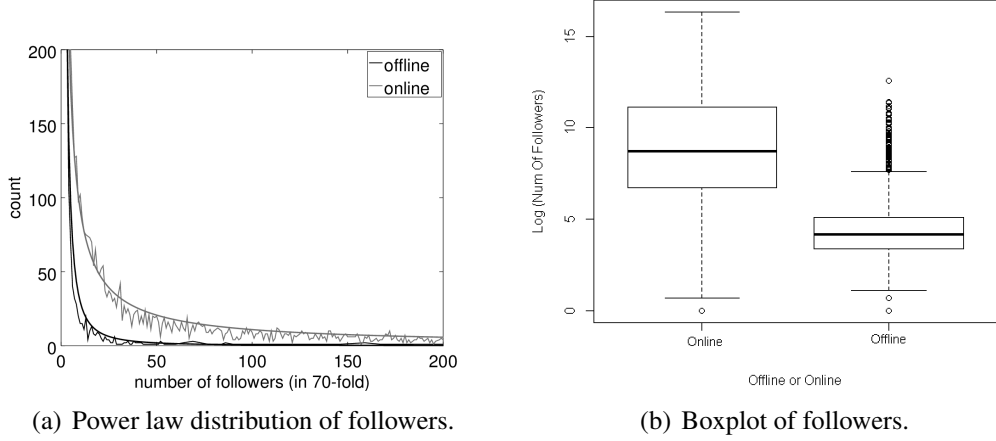 200
150
100
50
0
0
50
100
150
200
count
number of followers (in 70-fold)
offline
online
(a) Power law distribution of followers.
15
10
5
0
Log (Num Of Followers)
Online
Offline
Offline or Online
(b) Boxplot of followers.